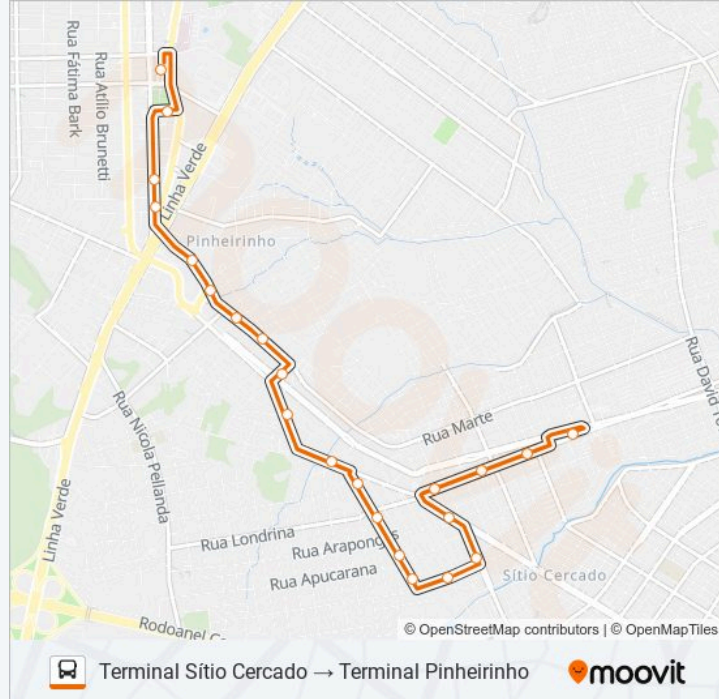 Rua Fátima Bark
Rua Atílio Brunetti
Linha Verde
Pinheirinho
Rua David
Rua Marte
Rua Nicola Pellanda
Linha Verde
Rua Londrina
Rua Arapongas
Rua Apucarana
Sítio Cercado
Rodoanel
© OpenStreetMap contributors | © OpenMapTiles
Terminal Sítio Cercado → Terminal Pinheirinho
moovit